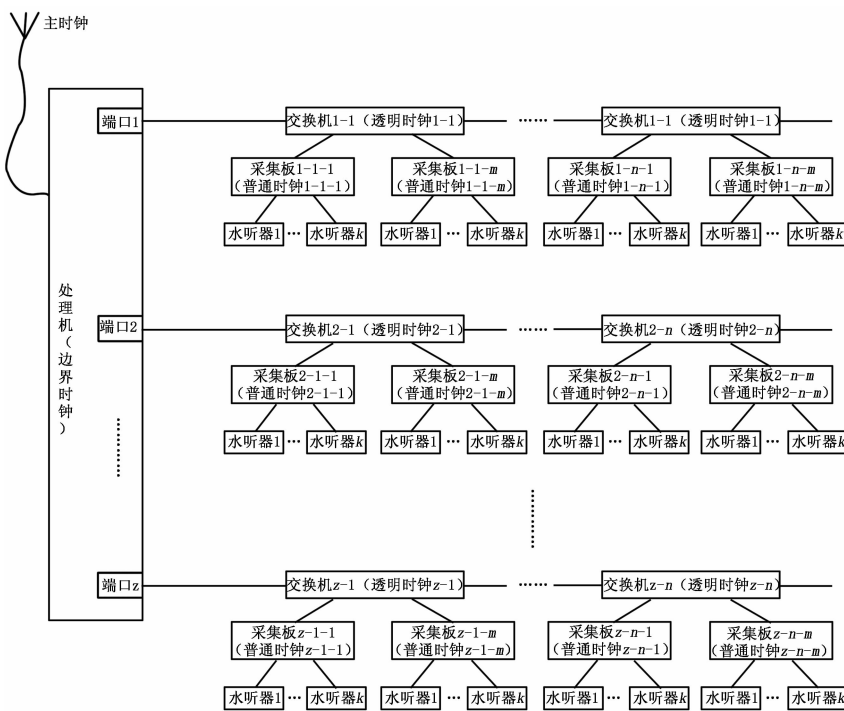 主时钟
端口1
交换机1-1（透明时钟1-1）
……
交换机1-1（透明时钟1-1）
采集板1-1-1
（普通时钟1-1-1）
采集板1-1-m
（普通时钟1-1-m）
采集板1-n-1
（普通时钟1-n-1）
采集板1-n-m
（普通时钟1-n-m）
水听器1 … 水听器k
水听器1 … 水听器k
水听器1 … 水听器k
水听器1 … 水听器k
处理机（边界时钟）
端口2
交换机2-1（透明时钟2-1）
……
交换机2-n（透明时钟2-n）
采集板2-1-1
（普通时钟2-1-1）
采集板2-1-m
（普通时钟2-1-m）
采集板2-n-1
（普通时钟2-n-1）
采集板2-n-m
（普通时钟2-n-m）
水听器1 … 水听器k
水听器1 … 水听器k
水听器1 … 水听器k
水听器1 … 水听器k
端口z
交换机z-1（透明时钟z-1）
……
交换机z-n（透明时钟z-n）
采集板z-1-1
（普通时钟z-1-1）
采集板z-1-m
（普通时钟z-1-m）
采集板z-n-1
（普通时钟z-n-1）
采集板z-n-m
（普通时钟z-n-m）
水听器1 … 水听器k
水听器1 … 水听器k
水听器1 … 水听器k
水听器1 … 水听器k